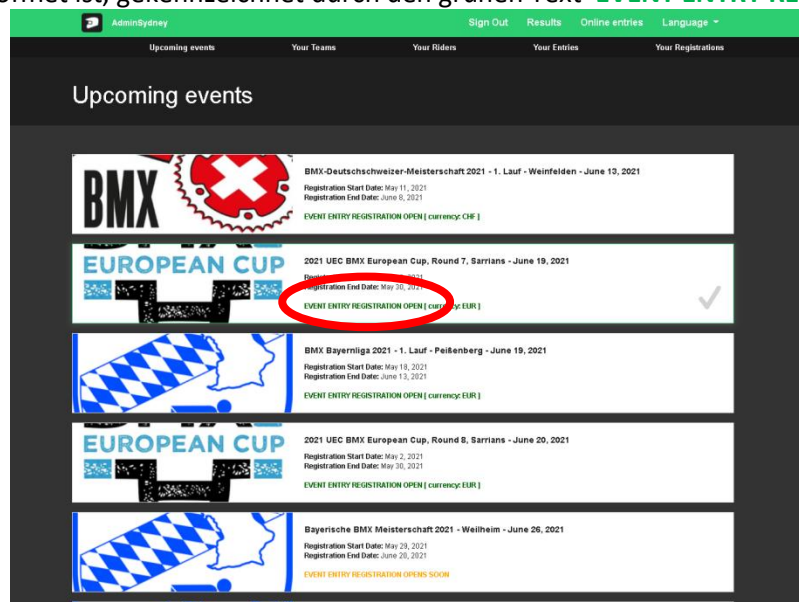 ist, gekennzeichnet durch den grünen Text
AdminSydney Sign Out Results Online entries Language
Upcoming events Your Teams Your Riders Your Entries Your Registrations
Upcoming events
BMX
BMX-Deutschschweizer-Meisterschaft 2021 - 1. Lauf - Weinfelden - June 13, 2021
Registration Start Date: May 11, 2021
Registration End Date: June 8, 2021
EVENT ENTRY REGISTRATION OPEN [ currency: CHF ]
EUROPEAN CUP
2021 UEC BMX European Cup, Round 7, Sarrians - June 19, 2021
Registration End Date: May 30, 2021
EVENT ENTRY REGISTRATION OPEN [ currency: EUR ]
BMX Bayernliga 2021 - 1. Lauf - Peißenberg - June 19, 2021
Registration Start Date: May 18, 2021
Registration End Date: June 13, 2021
EVENT ENTRY REGISTRATION OPEN [ currency: EUR ]
EUROPEAN CUP
2021 UEC BMX European Cup, Round 8, Sarrians - June 20, 2021
Registration Start Date: May 2, 2021
Registration End Date: May 30, 2021
EVENT ENTRY REGISTRATION OPEN [ currency: EUR ]
Bayerische BMX Meisterschaft 2021 - Weilheim - June 26, 2021
Registration Start Date: May 29, 2021
Registration End Date: June 20, 2021
EVENT ENTRY REGISTRATION OPENS SOON